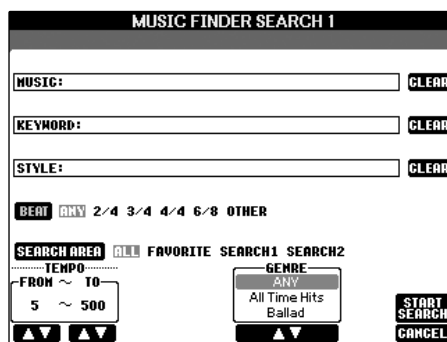 MUSIC FINDER SEARCH 1
MUSIC: CLEAR
KEYWORD: CLEAR
STYLE: CLEAR
BEAT ANY 2/4 3/4 4/4 6/8 OTHER
SEARCH AREA ALL FAVORITE SEARCH1 SEARCH2
TEMPO
FROM ~ TO
5 ~ 500
▲▼ ▲▼
GENRE
ANY
All Time Hits
Ballad
▲▼
START SEARCH
CANCEL